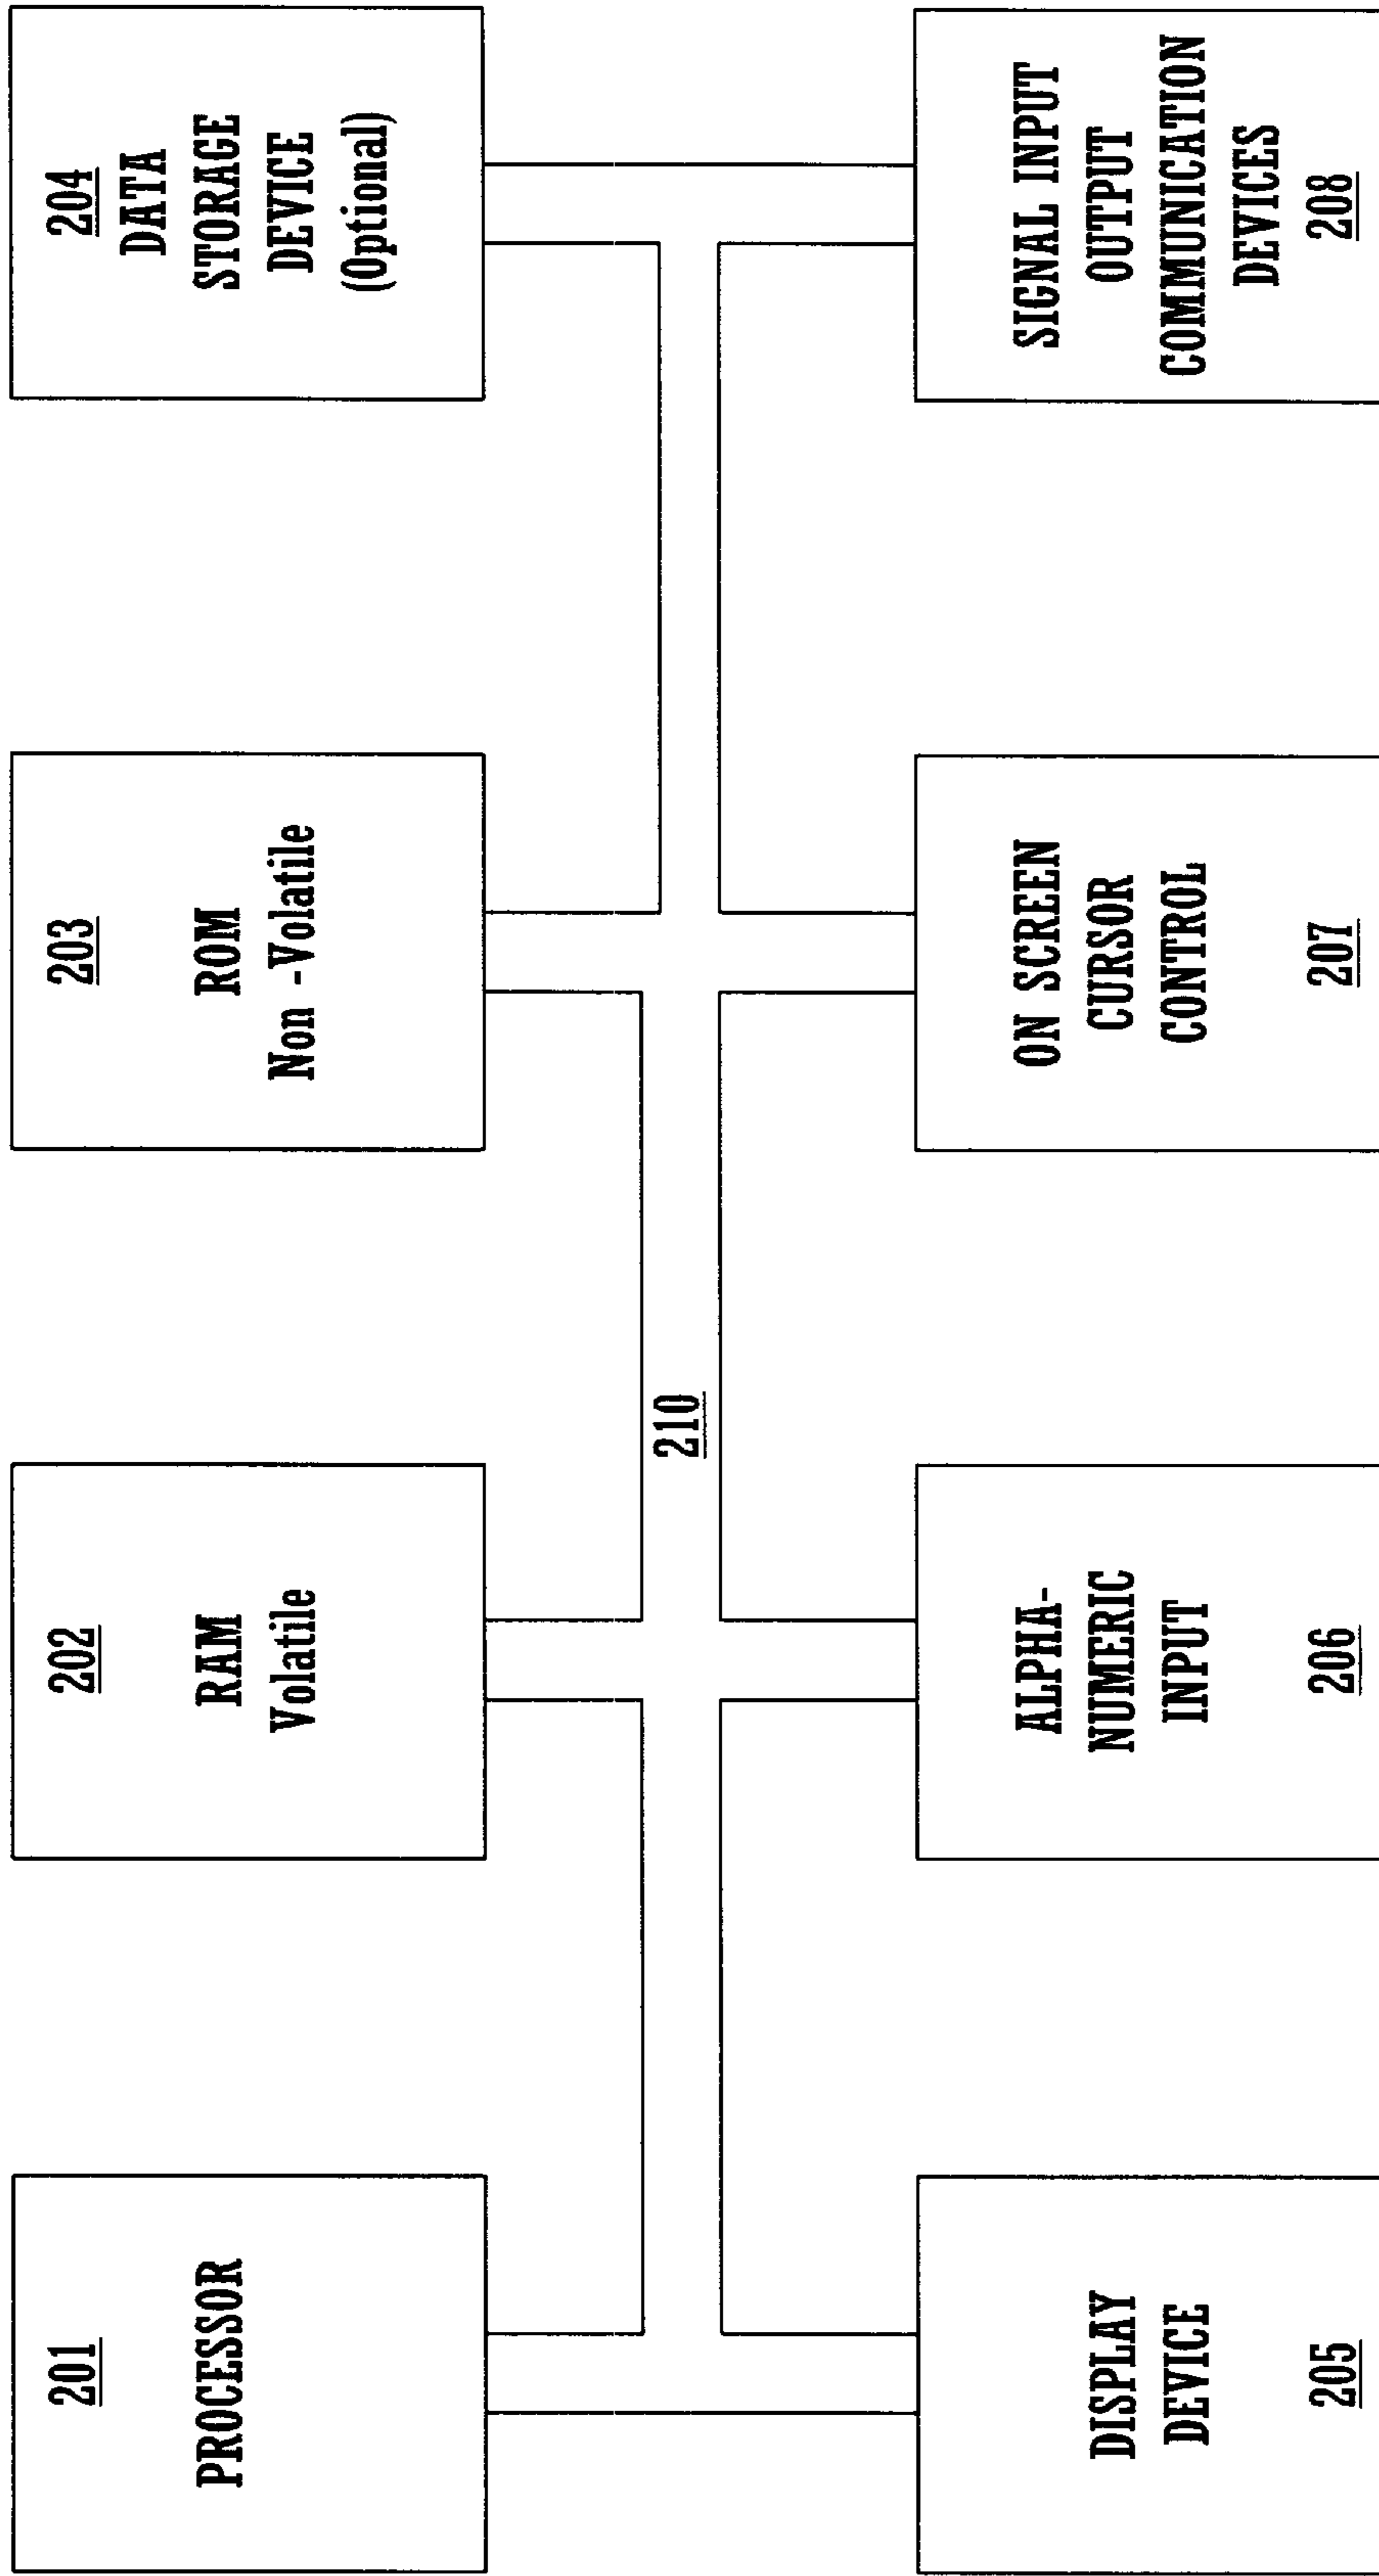 201
PROCESSOR
202
RAM
Volatile
203
ROM
Non -Volatile
204
DATA
STORAGE
DEVICE
(Optional)
210
DISPLAY
DEVICE
205
ALPHA-
NUMERIC
INPUT
206
ON SCREEN
CURSOR
CONTROL
207
SIGNAL INPUT
OUTPUT
COMMUNICATION
DEVICES
208